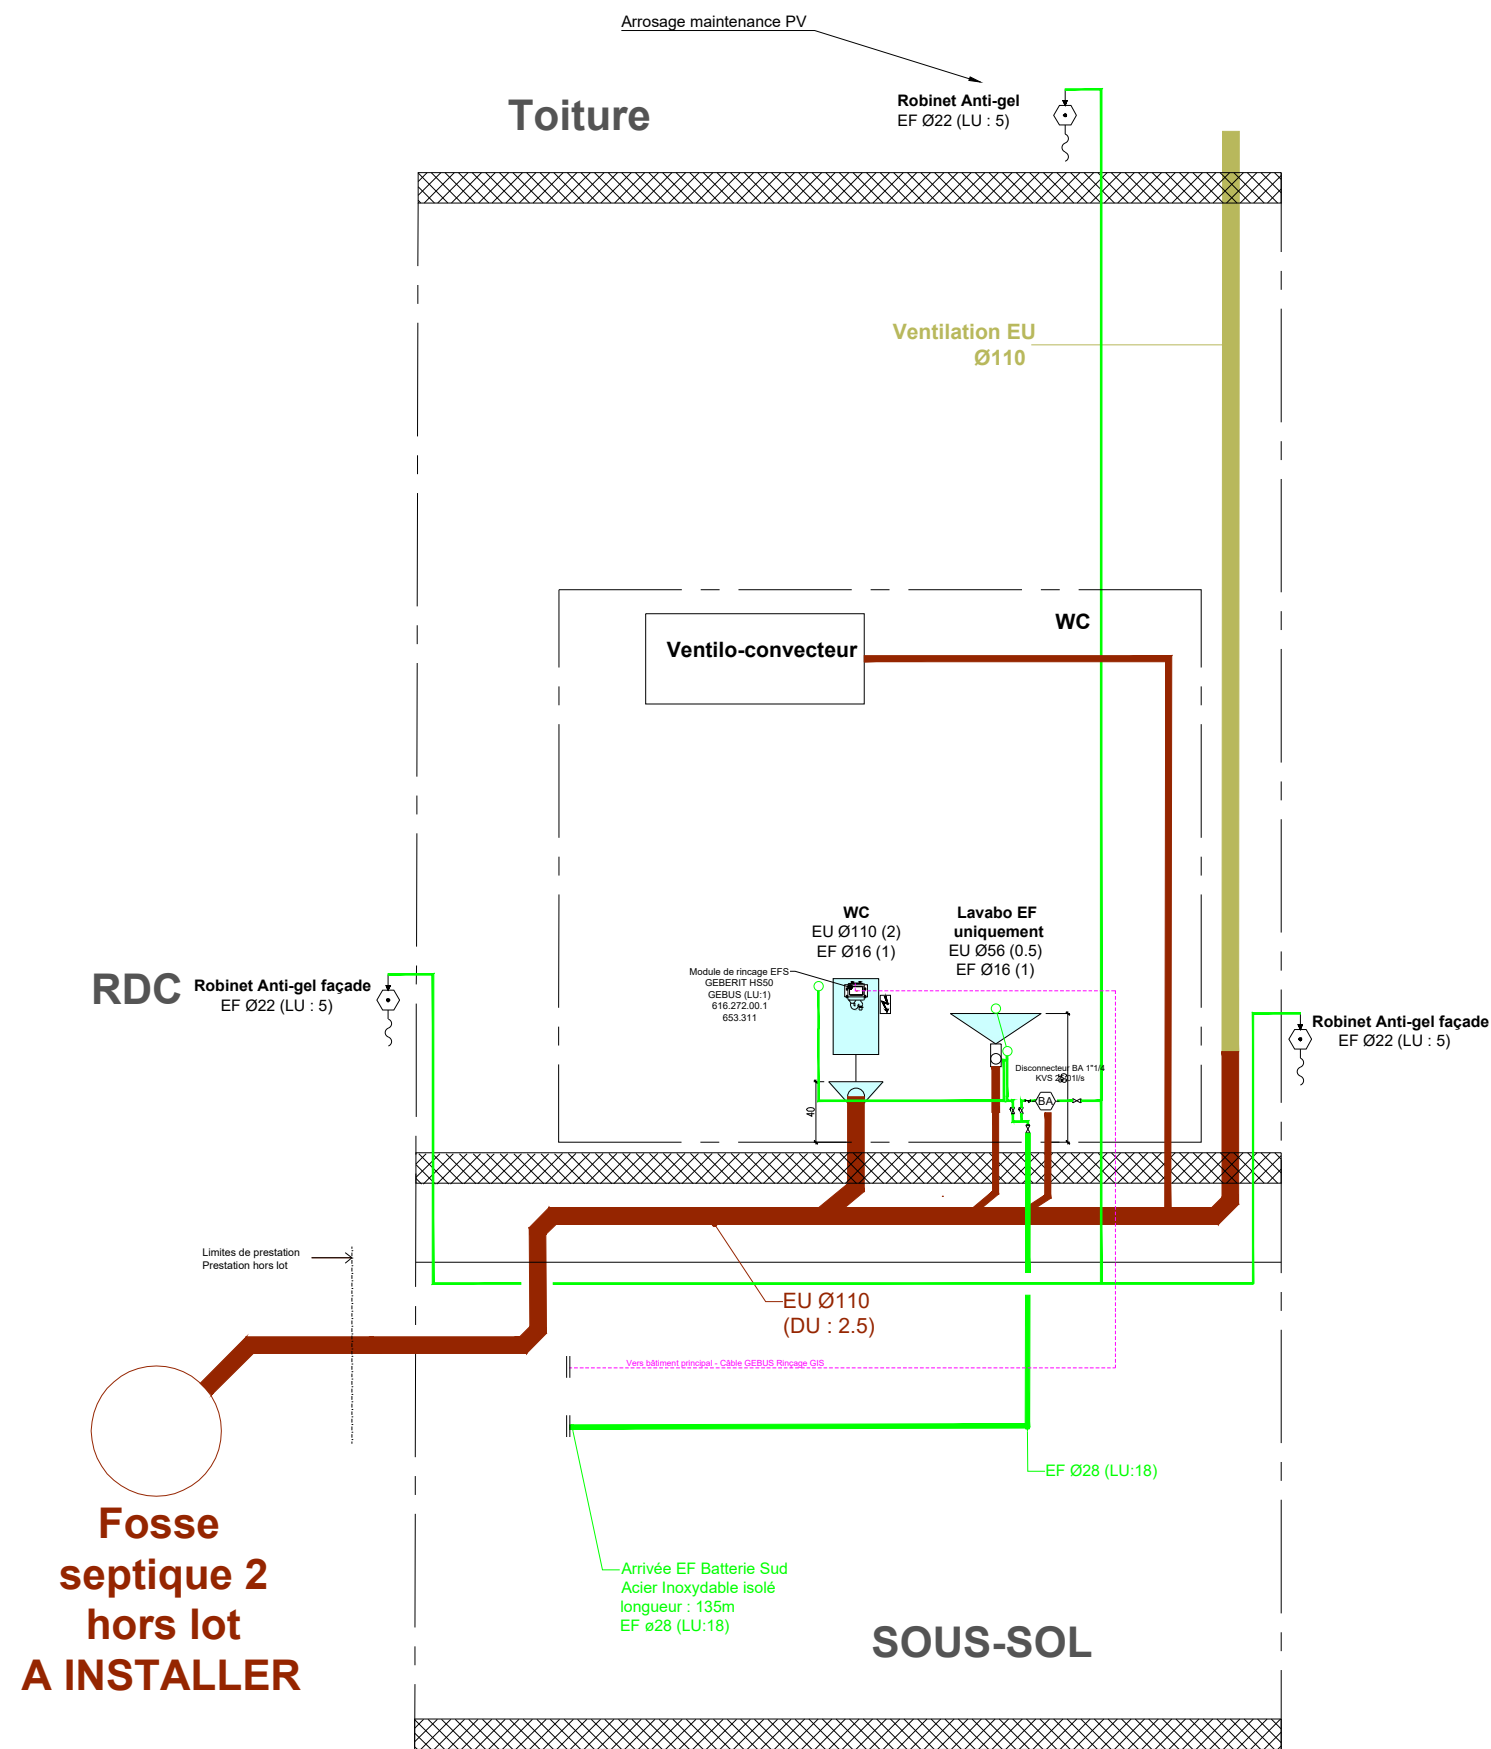 Arrosage maintenance PV
Toiture
Robinet Anti-gel
EF Ø22 (LU : 5)
Ventilation EU
Ø110
WC
Ventilo-convecteur
WC
EU Ø110 (2)
EF Ø16 (1)
Lavabo EF
uniquement
EU Ø56 (0.5)
EF Ø16 (1)
Module de rincage EFS
GEBERIT HS50
GEBUS (LU:1)
616.272.00.1
653.311
RDC
Robinet Anti-gel façade
EF Ø22 (LU : 5)
Robinet Anti-gel façade
EF Ø22 (LU : 5)
Disconnecteur BA 1"1/4
KVS
BA
40
Limites de prestation
Prestation hors lot
EU Ø110
(DU : 2.5)
Vers bâtiment principal - Câble GEBUS Rinçage GIS
EF Ø28 (LU:18)
Fosse
septique 2
hors lot
A INSTALLER
Arrivée EF Batterie Sud
Acier Inoxydable isolé
longueur : 135m
EF ø28 (LU:18)
SOUS-SOL